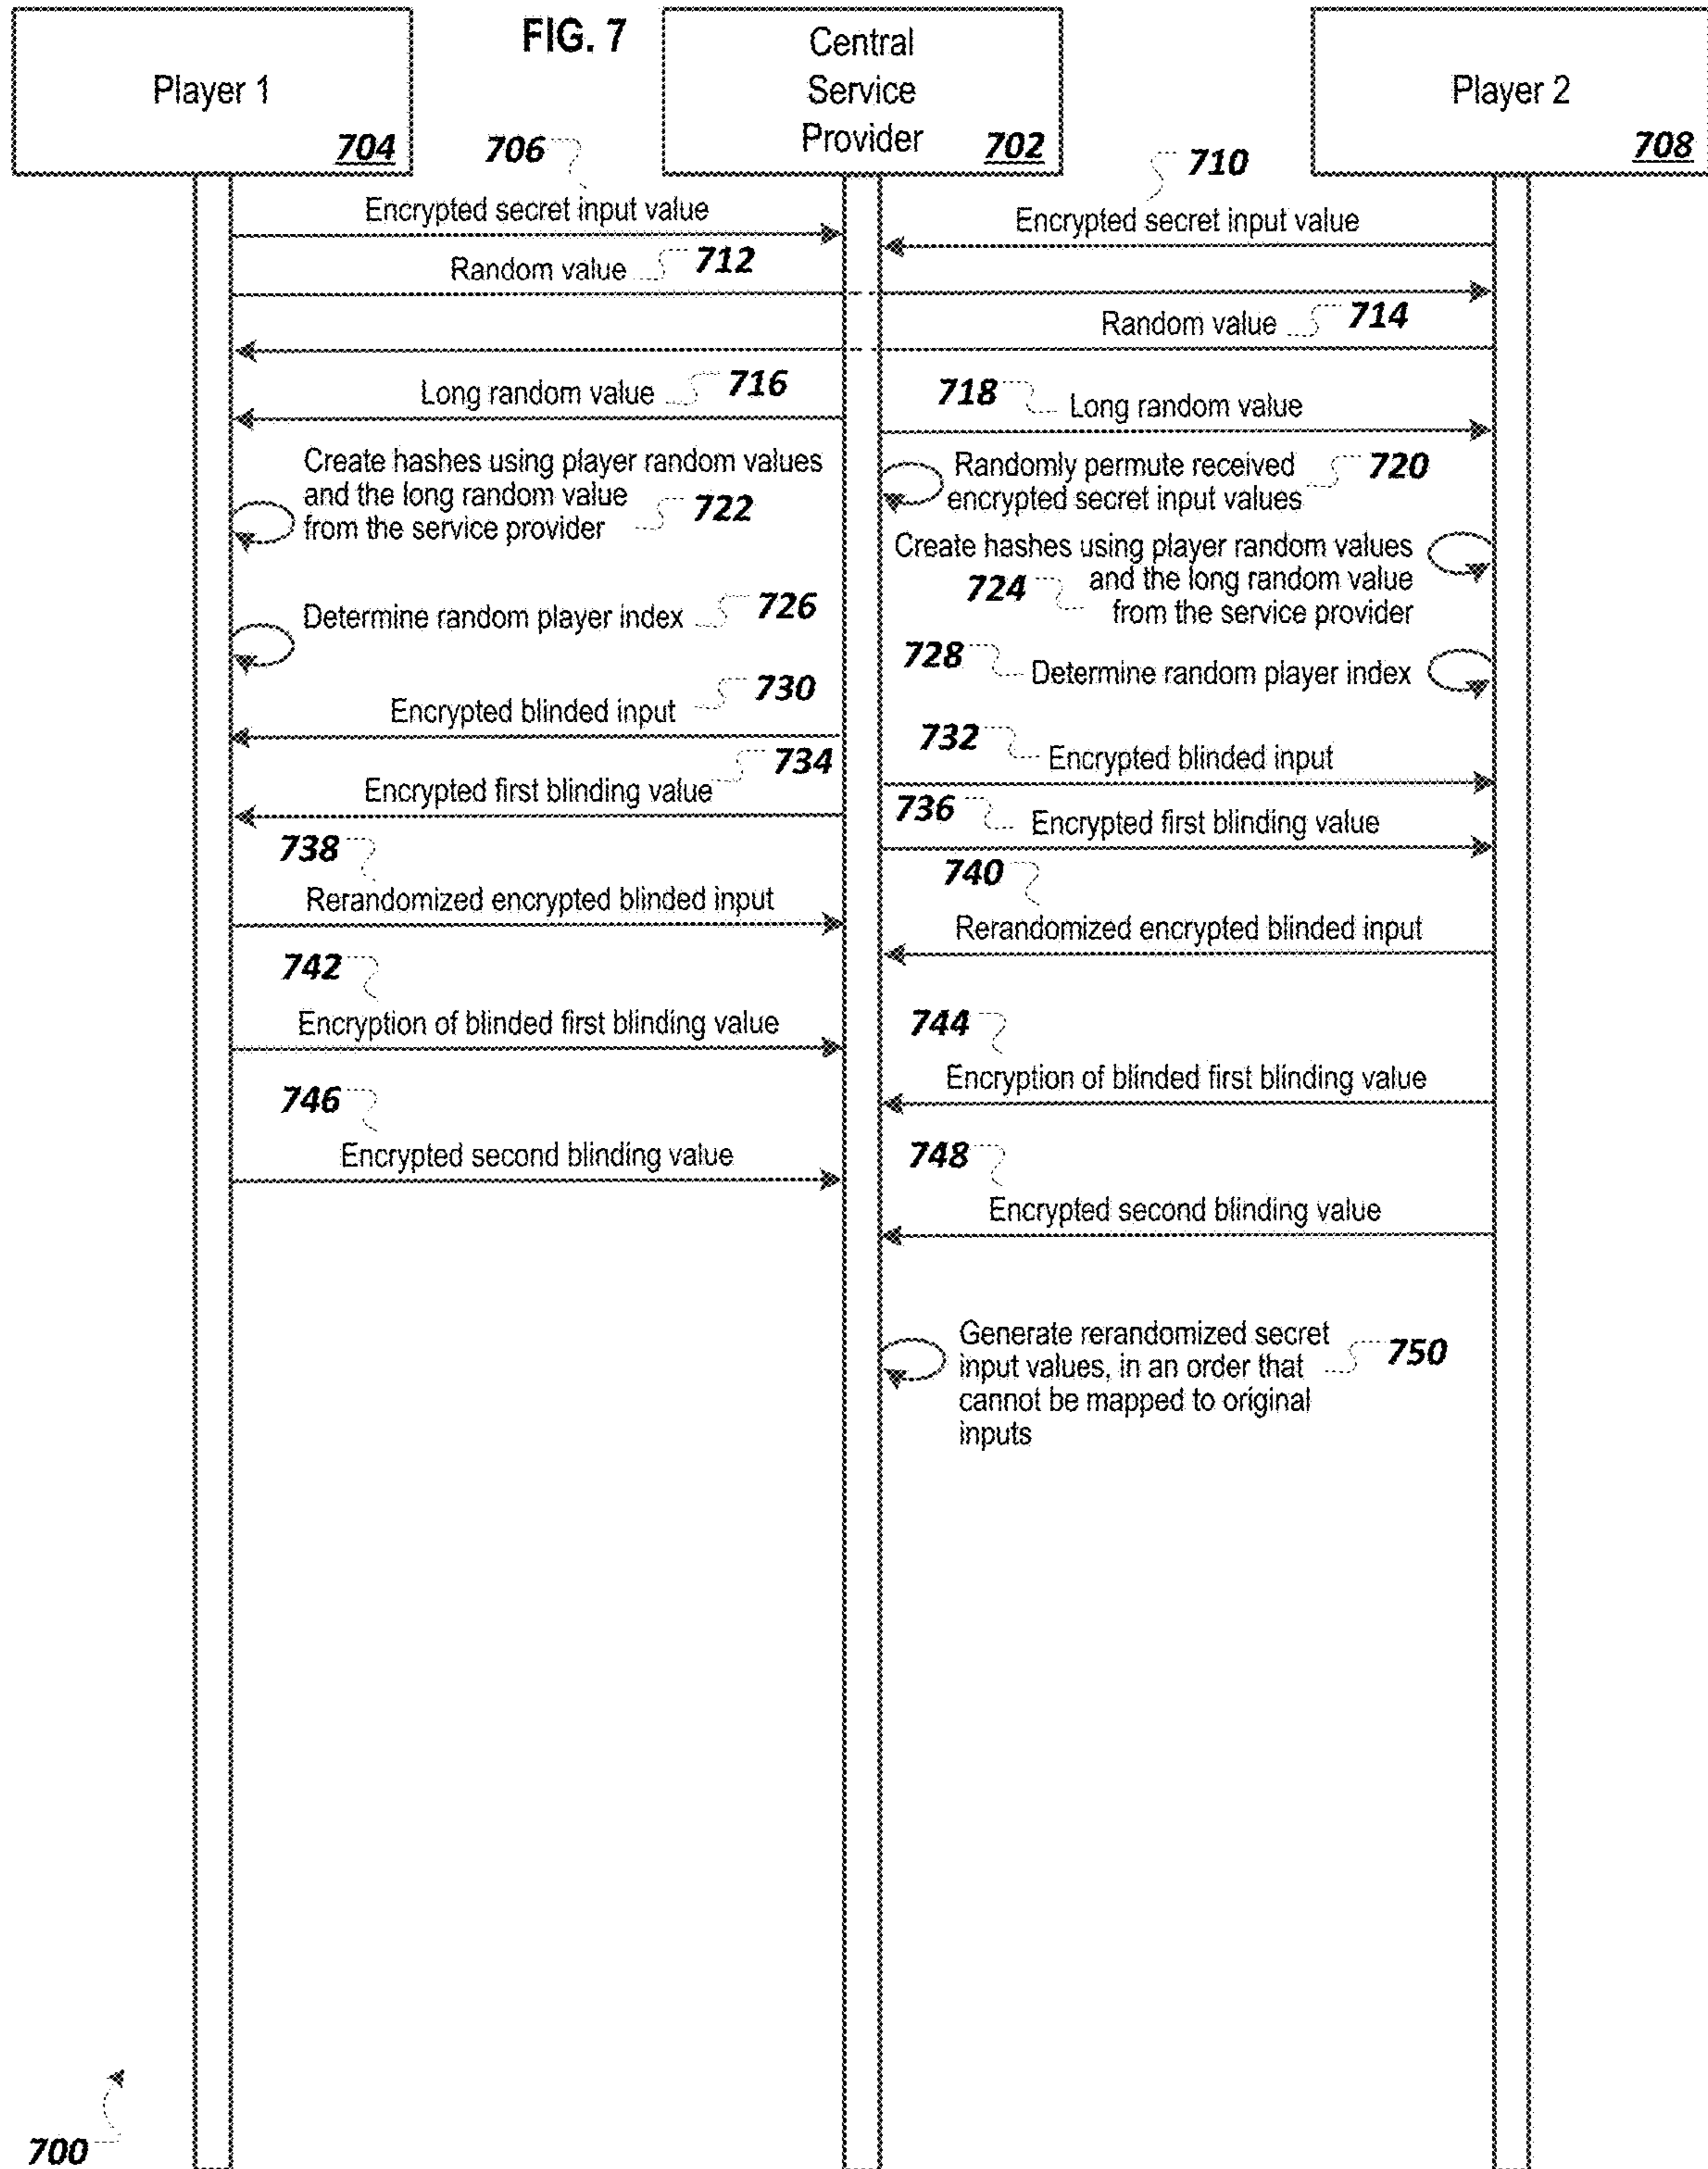 FIG. 7
Player 1
704
Central
Service
Provider
702
Player 2
708
706
Encrypted secret input value
710
Encrypted secret input value
Random value
712
Random value
714
Long random value
716
718
Long random value
Create hashes using player random values
and the long random value
from the service provider
722
Randomly permute received
encrypted secret input values
720
Create hashes using player random values
and the long random value
from the service provider
724
Determine random player index
726
728
Determine random player index
Encrypted blinded input
730
732
Encrypted blinded input
Encrypted first blinding value
734
736
Encrypted first blinding value
738
Rerandomized encrypted blinded input
740
Rerandomized encrypted blinded input
742
Encryption of blinded first blinding value
744
Encryption of blinded first blinding value
746
Encrypted second blinding value
748
Encrypted second blinding value
Generate rerandomized secret
input values, in an order that
cannot be mapped to original
inputs
750
700